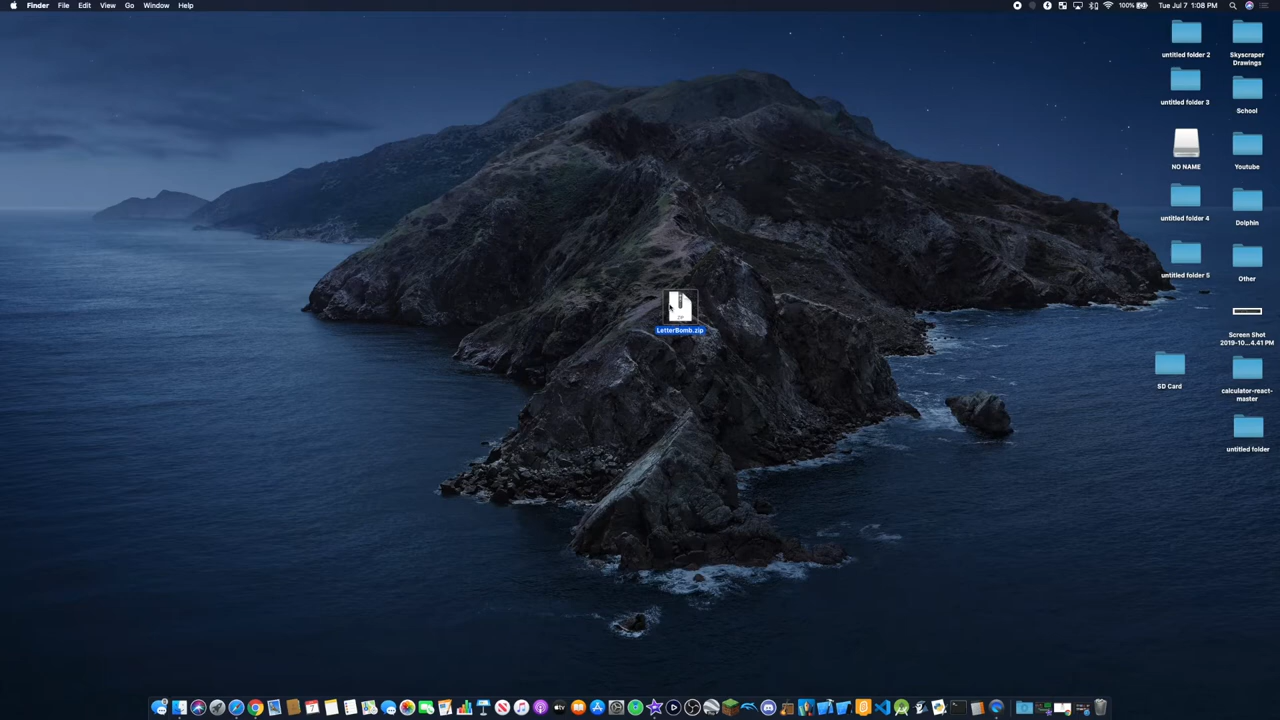 Finder File Edit View Go Window Help
100% Tue Jul 7 1:08 PM
untitled folder 2
Skyscraper
Drawings
untitled folder 3
School
NO NAME
Youtube
untitled folder 4
Dolphin
untitled folder 5
Other
ZIP
LetterBomb.zip
Screen Shot
2019-10...4.41 PM
SD Card
calculator-react-
master
untitled folder